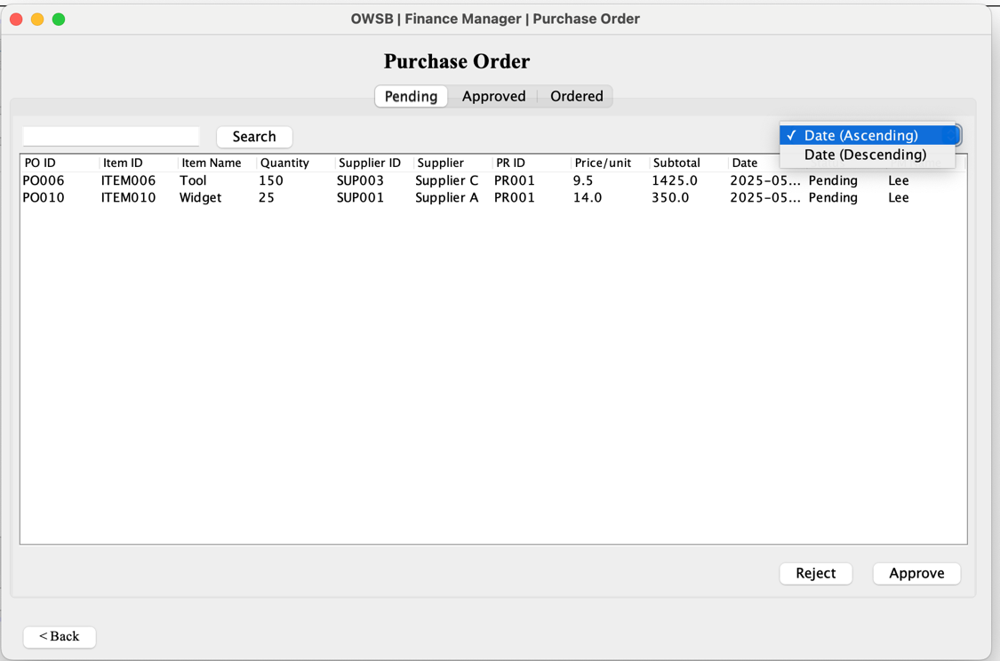 OWSB | Finance Manager | Purchase Order
Purchase Order
Pending Approved Ordered
Search
✓ Date (Ascending)
Date (Descending)
PO ID Item ID Item Name Quantity Supplier ID Supplier PR ID Price/unit Subtotal Date
PO006 ITEM006 Tool 150 SUP003 Supplier C PR001 9.5 1425.0 2025-05... Pending Lee
PO010 ITEM010 Widget 25 SUP001 Supplier A PR001 14.0 350.0 2025-05... Pending Lee
Reject Approve
< Back